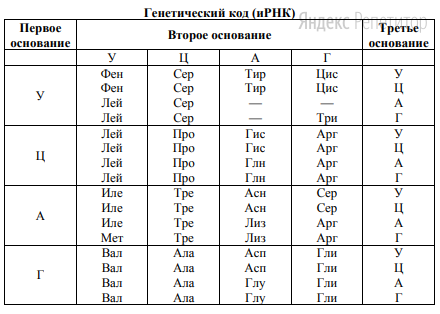 Генетический код (иРНК)
Яндекс Репетитор
Первое основание Второе основание Третье основание
У Ц А Г
У
Фен Сер Тир Цис У
Фен Сер Тир Цис Ц
Лей Сер — — А
Лей Сер — Три Г
Ц
Лей Про Гис Арг У
Лей Про Гис Арг Ц
Лей Про Глн Арг А
Лей Про Глн Арг Г
А
Иле Тре Асн Сер У
Иле Тре Асн Сер Ц
Иле Тре Лиз Арг А
Мет Тре Лиз Арг Г
Г
Вал Ала Асп Гли У
Вал Ала Асп Гли Ц
Вал Ала Глу Гли А
Вал Ала Глу Гли Г